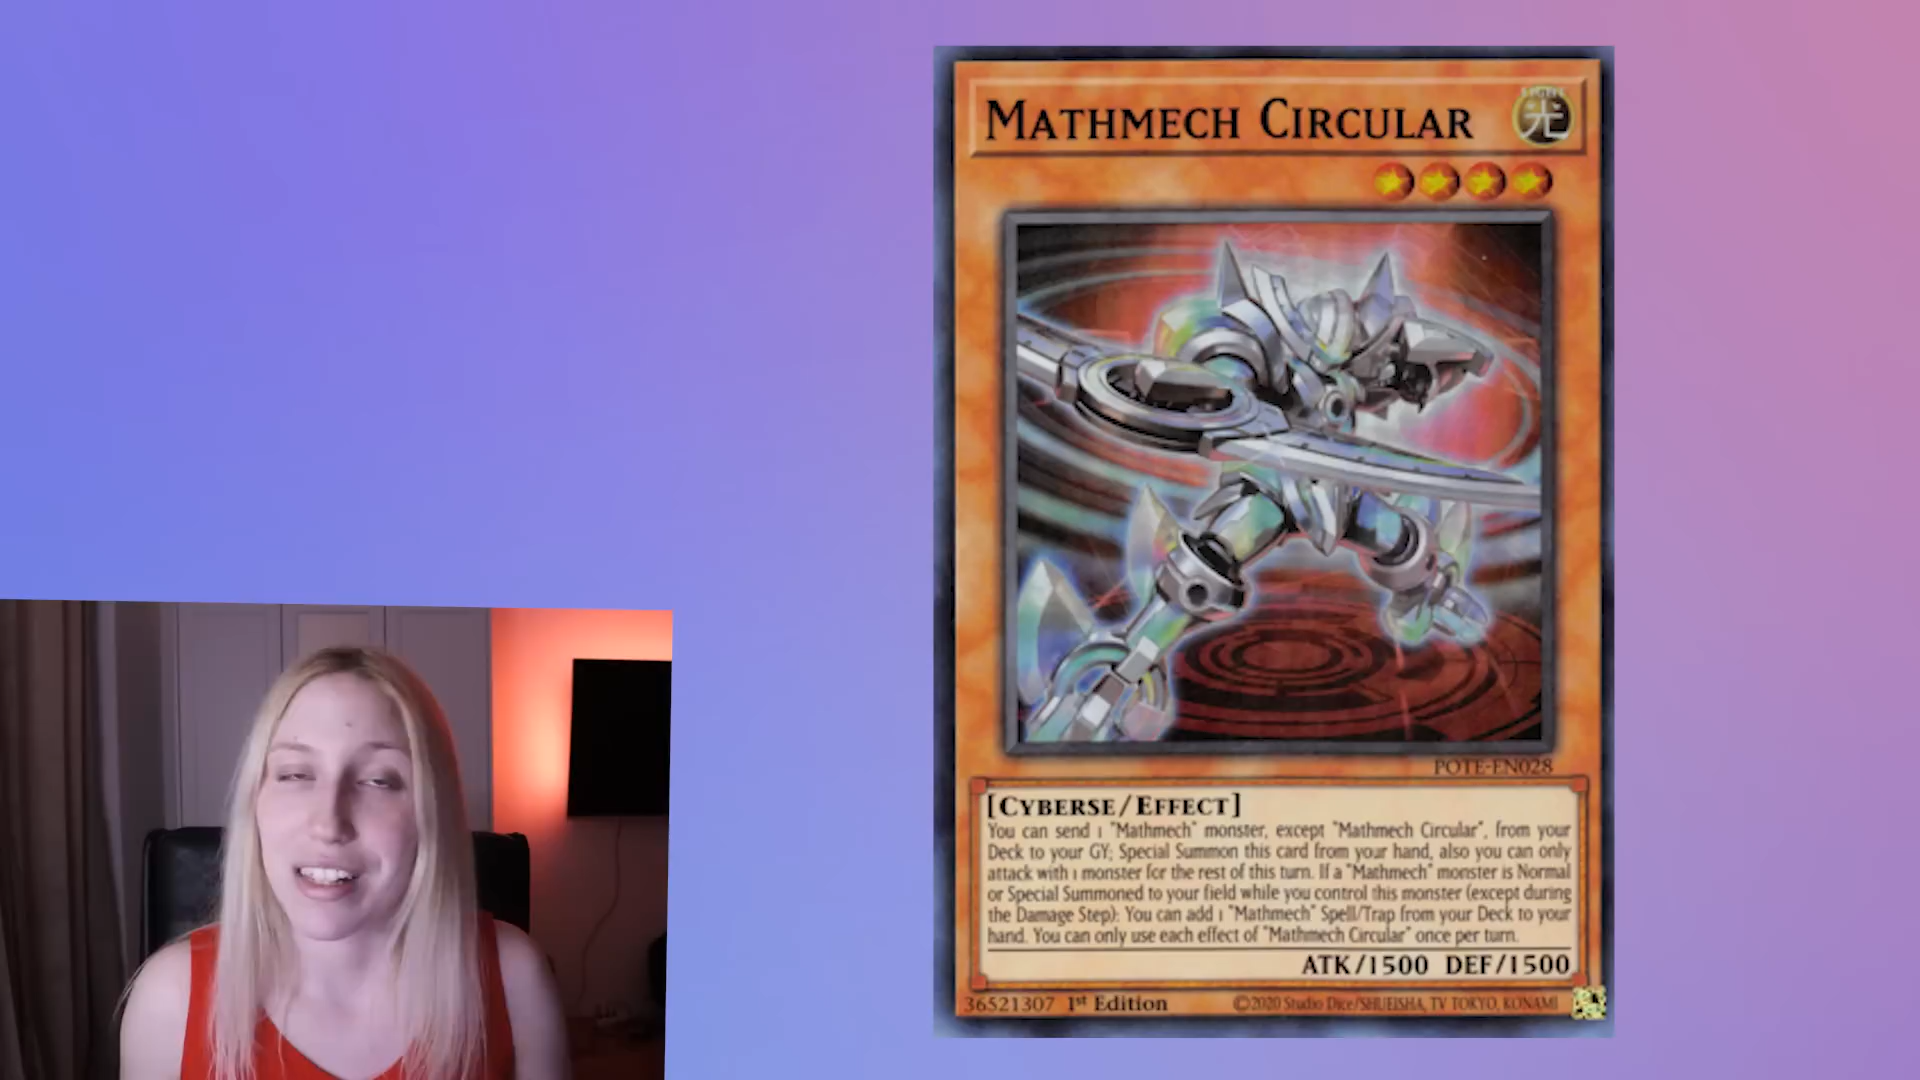 MATHMECH CIRCULAR
光
POTE-EN028
[CYBERSE/EFFECT]
You can send 1 "Mathmech" monster, except "Mathmech Circular", from your
Deck to your GY; Special Summon this card from your hand, also you can only
attack with 1 monster for the rest of this turn. If a "Mathmech" monster is Normal
or Special Summoned to your field while you control this monster (except during
the Damage Step): You can add 1 "Mathmech" Spell/Trap from your Deck to your
hand. You can only use each effect of "Mathmech Circular" once per turn.
ATK/1500 DEF/1500
36521307 1st Edition ©2020 Studio Dice/SHUEISHA, TV TOKYO, KONAMI